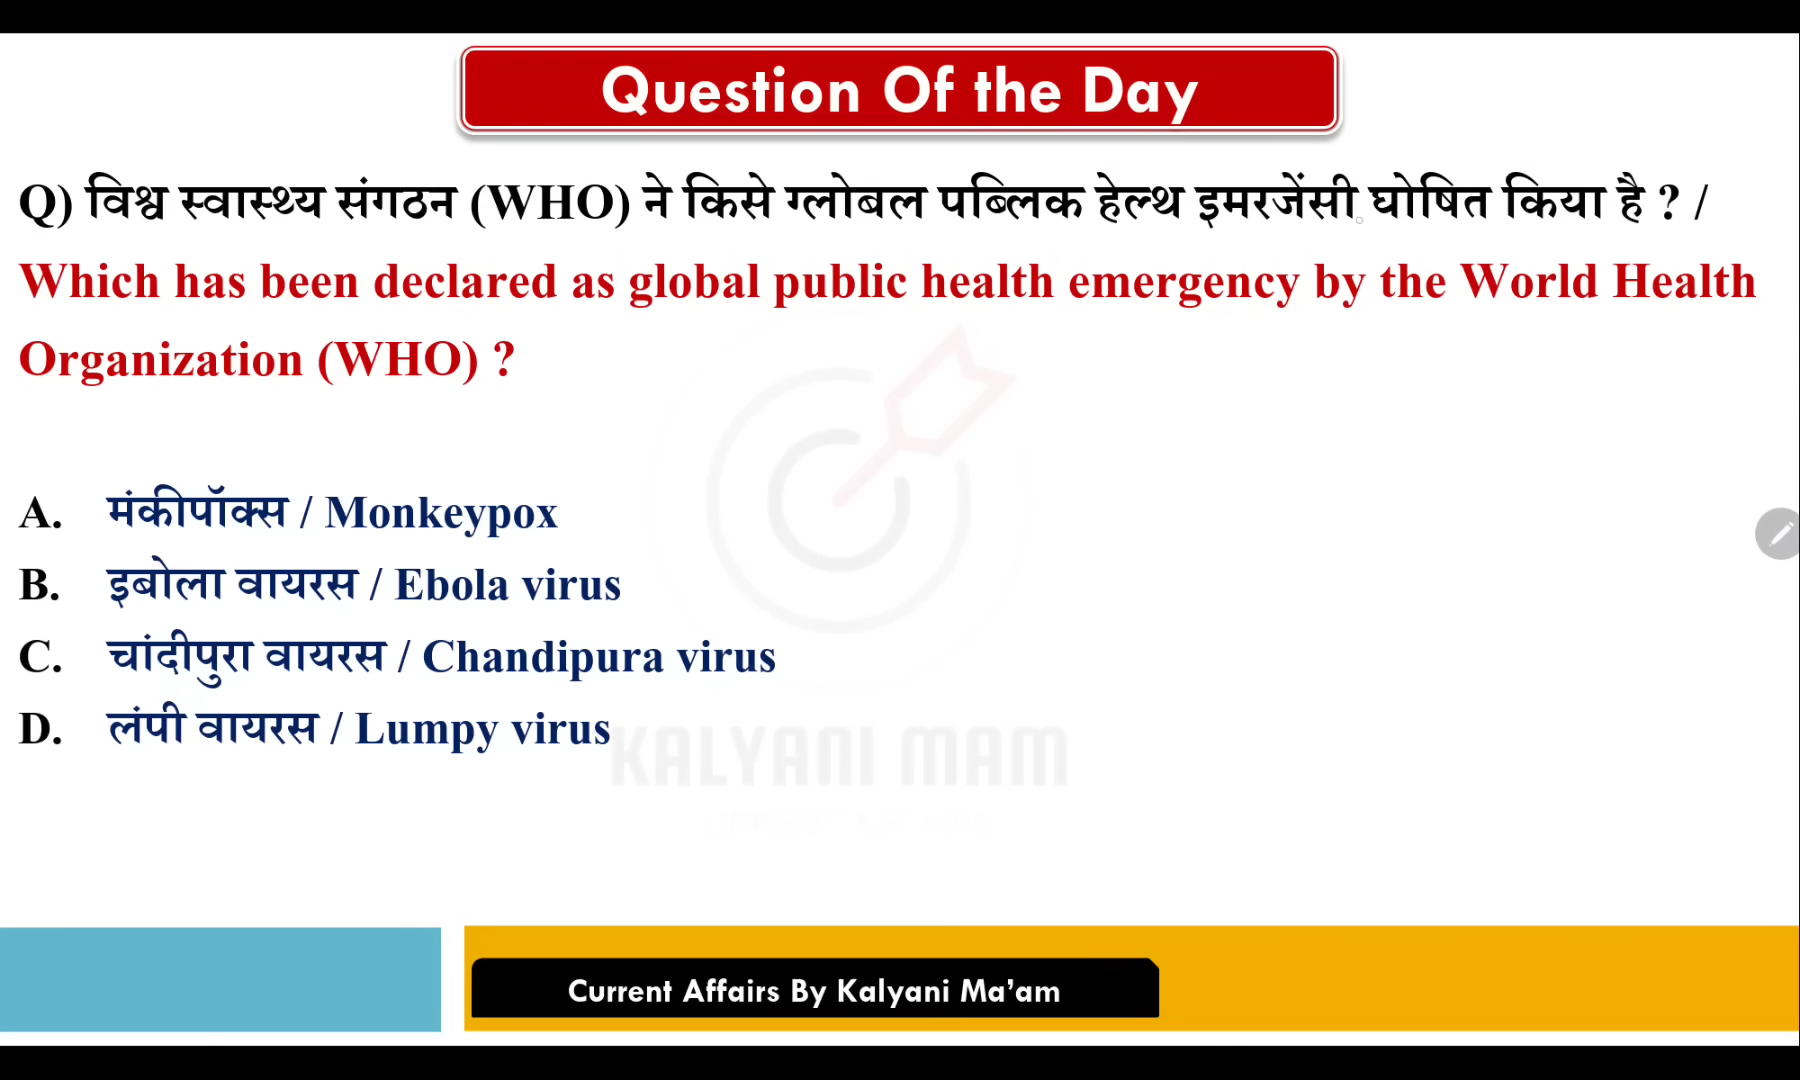 Question Of the Day
Q) विश्व स्वास्थ्य संगठन (WHO) ने किसे ग्लोबल पब्लिक हेल्थ इमरजेंसी घोषित किया है ? /
Which has been declared as global public health emergency by the World Health
Organization (WHO) ?
A. मंकीपॉक्स / Monkeypox
B. इबोला वायरस / Ebola virus
C. चांदीपुरा वायरस / Chandipura virus
D. लंपी वायरस / Lumpy virus
KALYANI MAM
Current Affairs By Kalyani Ma’am